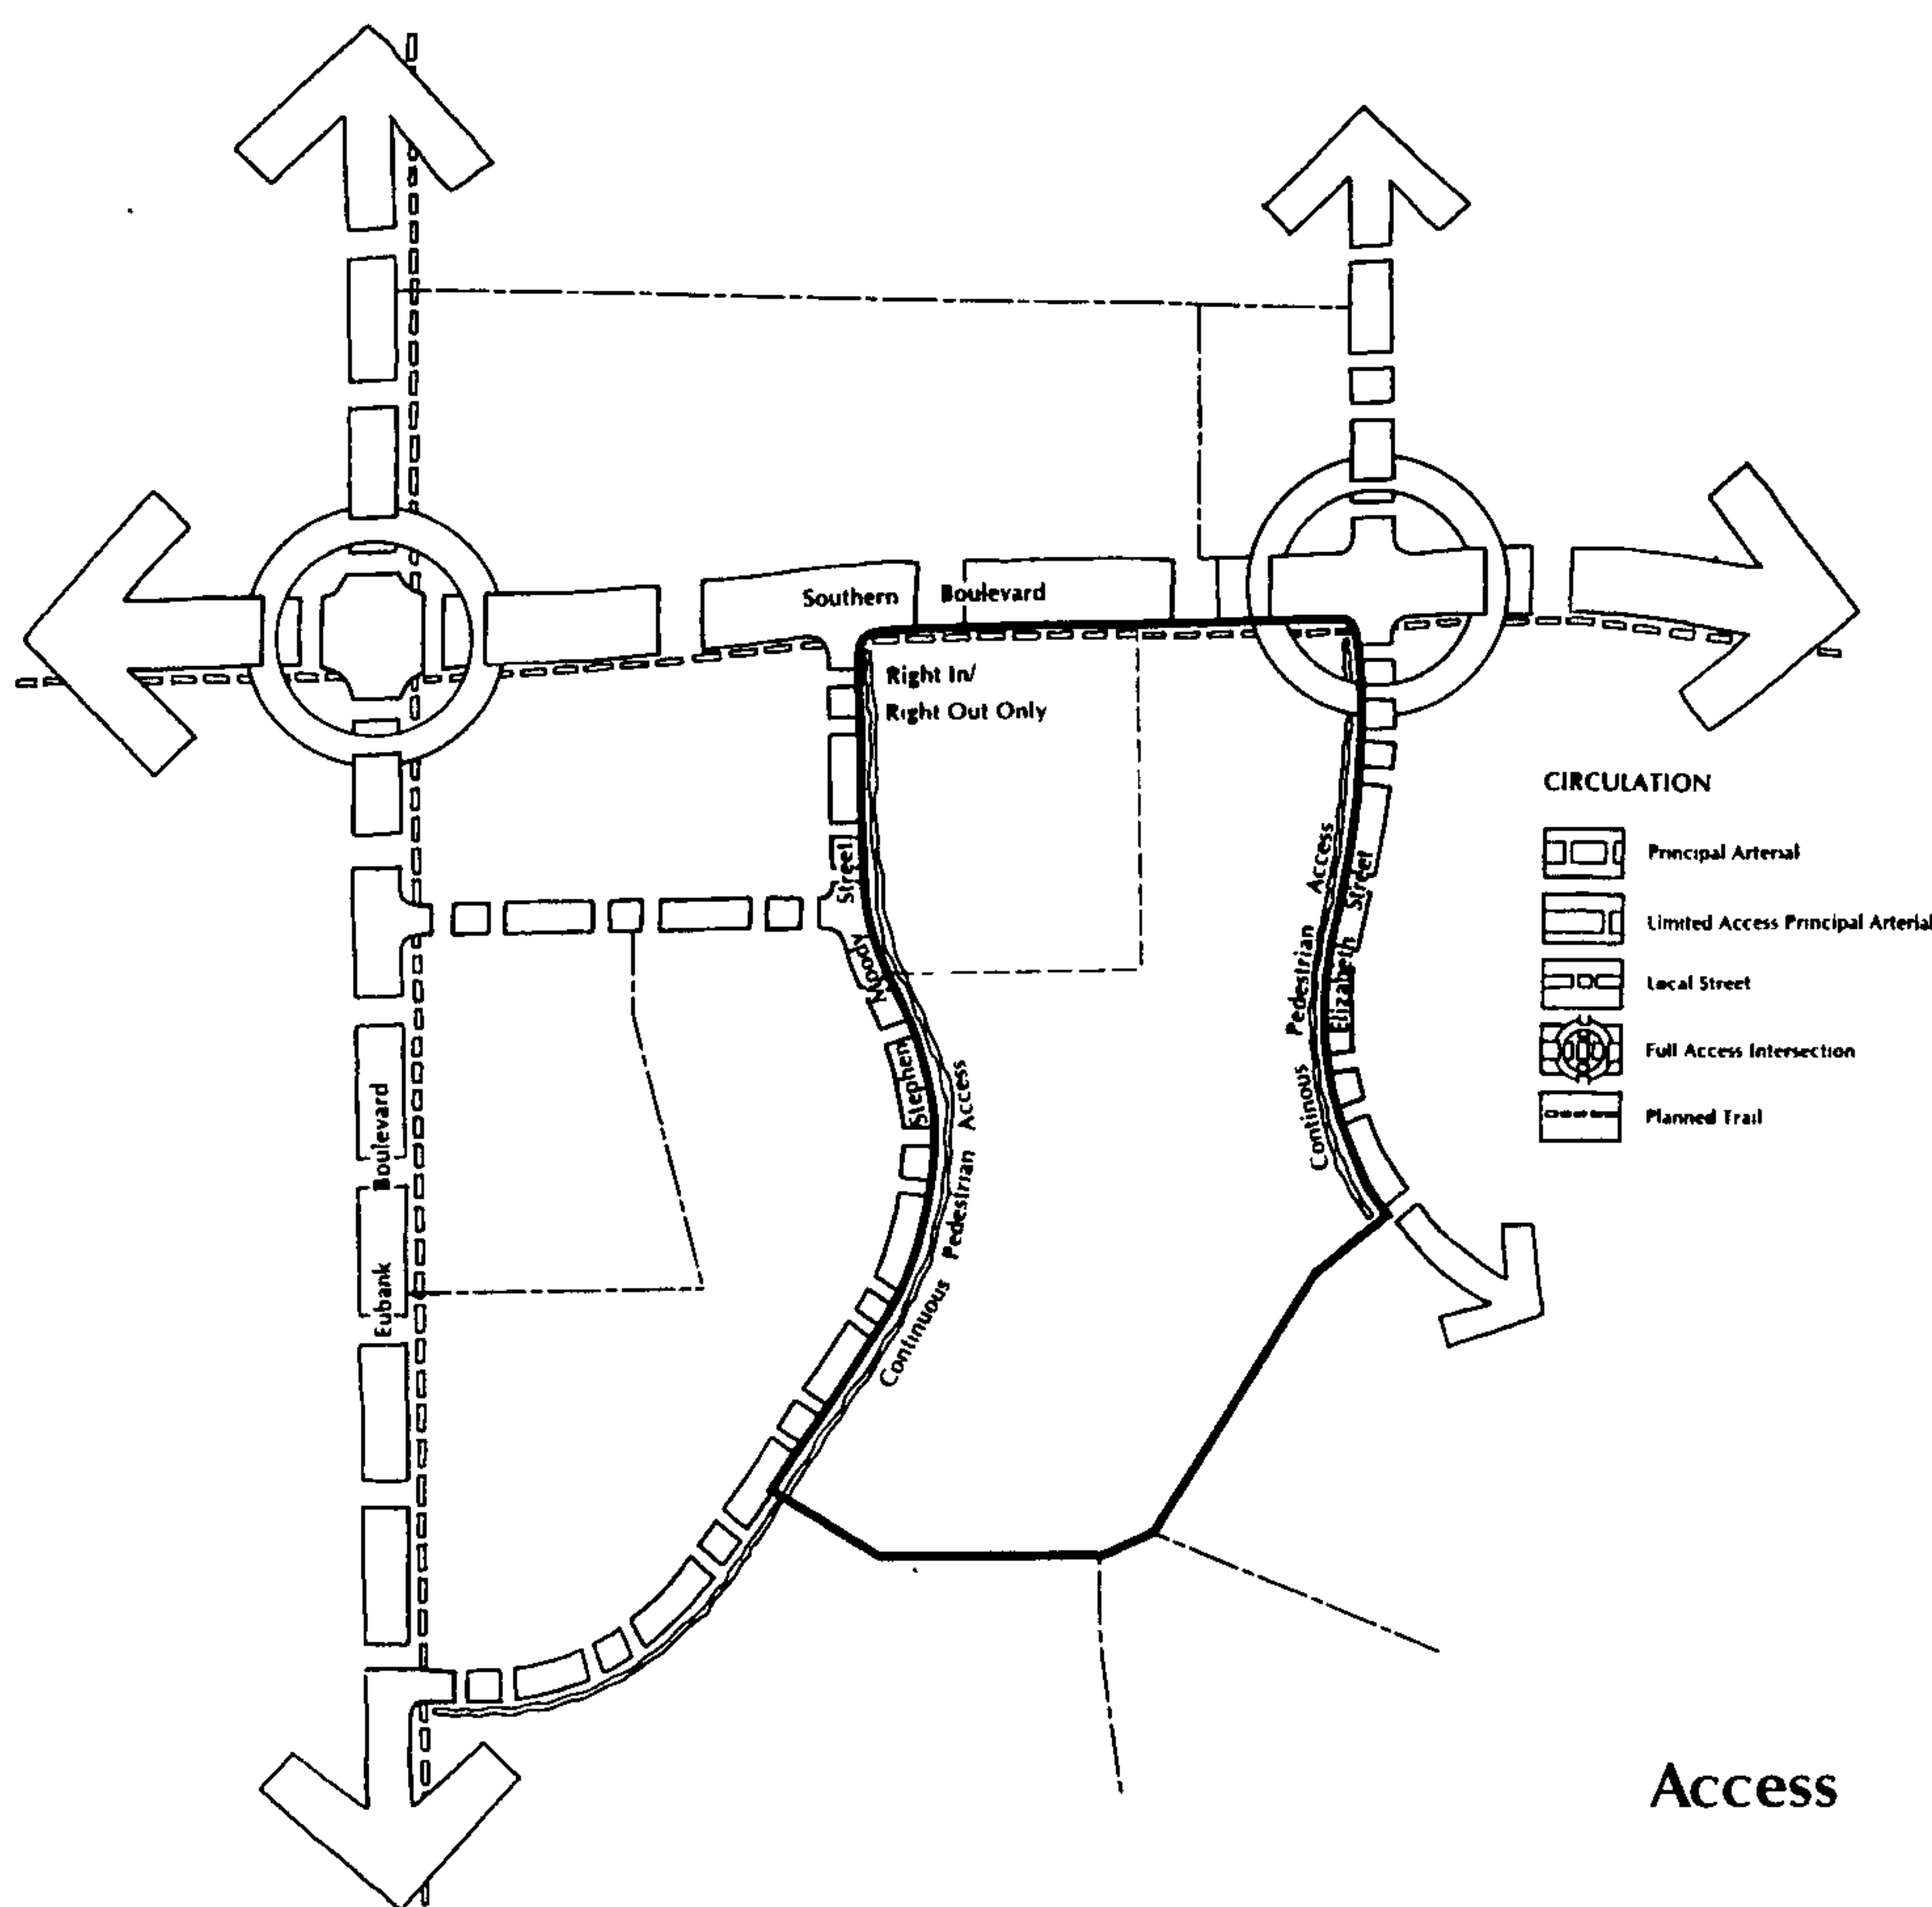 Southern Boulevard
Right In/
Right Out Only
Stephen Moody Street
Continuous Pedestrian Access
Continous Pedestrian Access
Elizabeth Street
Eubank Boulevard
CIRCULATION
Principal Arterial
Limited Access Principal Arterial
Local Street
Full Access Intersection
Planned Trail
Access